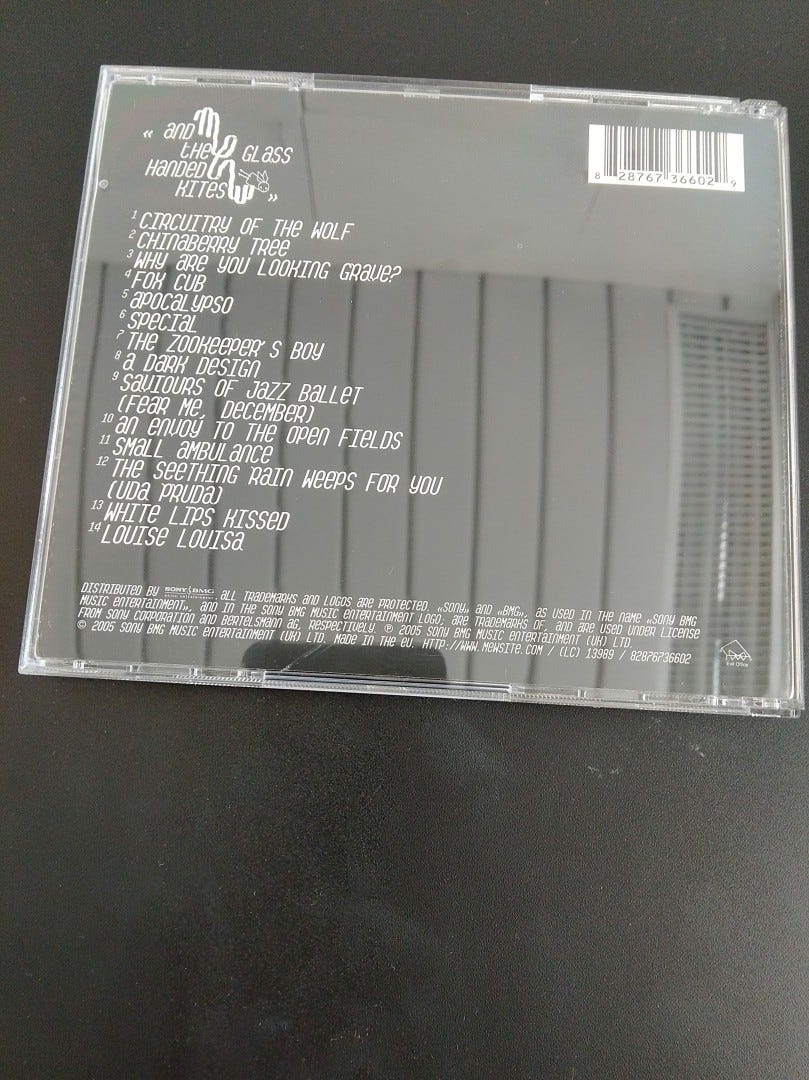 « AND MEW
THE GLASS
HANDED
KITES »
8 28767 36602 9
1 CIRCUITRY OF THE WOLF
2 CHINABERRY TREE
3 WHY ARE YOU LOOKING GRAVE?
4 FOX CUB
5 APOCALYPSO
6 SPECIAL
7 THE ZOOKEEPER'S BOY
8 A DARK DESIGN
9 SAVIOURS OF JAZZ BALLET
(FEAR ME, DECEMBER)
10 AN ENVOY TO THE OPEN FIELDS
11 SMALL AMBULANCE
12 THE SEETHING RAIN WEEPS FOR YOU
(UDA PRUDA)
13 WHITE LIPS KISSED
14 LOUISE LOUISA
DISTRIBUTED BY SONY BMG MUSIC ENTERTAINMENT. ALL TRADEMARKS AND LOGOS ARE PROTECTED. «SONY» AND «BMG», AS USED IN THE NAME «SONY BMG
MUSIC ENTERTAINMENT», AND IN THE SONY BMG MUSIC ENTERTAINMENT LOGO, ARE TRADEMARKS OF, AND ARE USED UNDER LICENSE
FROM SONY CORPORATION AND BERTELSMANN AG, RESPECTIVELY. ℗ 2005 SONY BMG MUSIC ENTERTAINMENT (UK) LTD.
© 2005 SONY BMG MUSIC ENTERTAINMENT (UK) LTD. MADE IN THE EU. HTTP://WWW.MEWSITE.COM / (LC) 13989 / 82876736602
Evil Office